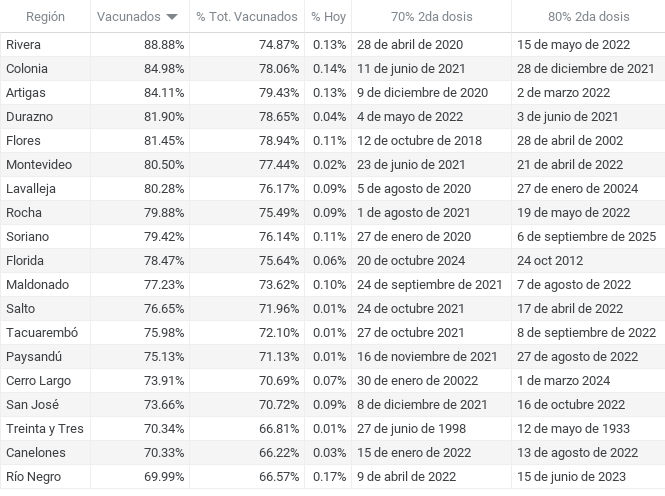 Región Vacunados % Tot. Vacunados % Hoy 70% 2da dosis 80% 2da dosis
Rivera 88.88% 74.87% 0.13% 28 de abril de 2020 15 de mayo de 2022
Colonia 84.98% 78.06% 0.14% 11 de junio de 2021 28 de diciembre de 2021
Artigas 84.11% 79.43% 0.13% 9 de diciembre de 2020 2 de marzo 2022
Durazno 81.90% 78.65% 0.04% 4 de mayo de 2022 3 de junio de 2021
Flores 81.45% 78.94% 0.11% 12 de octubre de 2018 28 de abril de 2002
Montevideo 80.50% 77.44% 0.02% 23 de junio de 2021 21 de abril de 2022
Lavalleja 80.28% 76.17% 0.09% 5 de agosto de 2020 27 de enero de 20024
Rocha 79.88% 75.49% 0.09% 1 de agosto de 2021 19 de mayo de 2022
Soriano 79.42% 76.14% 0.11% 27 de enero de 2020 6 de septiembre de 2025
Florida 78.47% 75.64% 0.06% 20 de octubre 2024 24 oct 2012
Maldonado 77.23% 73.62% 0.10% 24 de septiembre de 2021 7 de agosto de 2022
Salto 76.65% 71.96% 0.01% 24 de octubre de 2021 17 de abril de 2022
Tacuarembó 75.98% 72.10% 0.01% 27 de octubre de 2021 8 de septiembre de 2022
Paysandú 75.13% 71.13% 0.01% 16 de noviembre de 2021 27 de agosto de 2022
Cerro Largo 73.91% 70.69% 0.07% 30 de enero de 20022 1 de marzo 2024
San José 73.66% 70.72% 0.09% 8 de diciembre de 2021 16 de octubre de 2022
Treinta y Tres 70.34% 66.81% 0.01% 27 de junio de 1998 12 de mayo de 1933
Canelones 70.33% 66.22% 0.03% 15 de enero de 2022 13 de agosto de 2022
Río Negro 69.99% 66.57% 0.17% 9 de abril de 2022 15 de junio de 2023